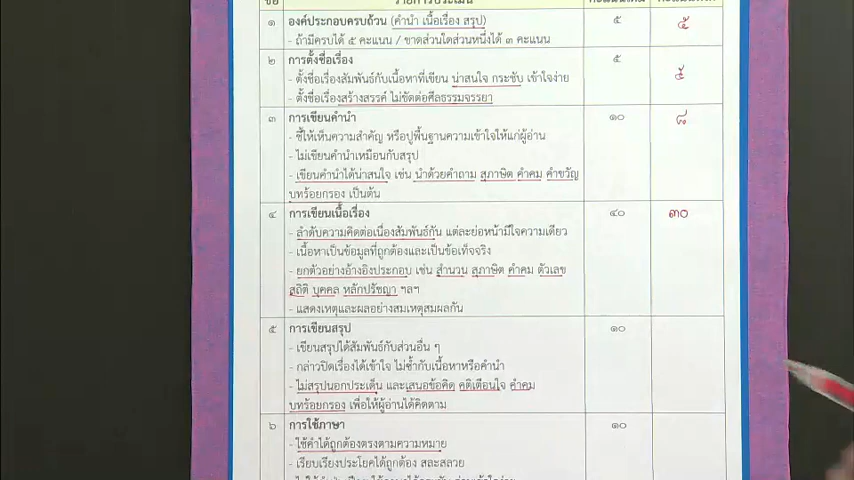 ข้อ รายการประเมิน คะแนนเต็ม
๑ องค์ประกอบครบถ้วน (คำนำ เนื้อเรื่อง สรุป) ๕ ๕
- ถ้ามีครบได้ ๕ คะแนน / ขาดส่วนใดส่วนหนึ่งได้ ๓ คะแนน
๒ การตั้งชื่อเรื่อง ๕ ๕
- ตั้งชื่อเรื่องสัมพันธ์กับเนื้อหาที่เขียน น่าสนใจ กระชับ เข้าใจง่าย
- ตั้งชื่อเรื่องสร้างสรรค์ ไม่ขัดต่อศีลธรรมจรรยา
๓ การเขียนคำนำ ๑๐ ๘
- ชี้ให้เห็นความสำคัญ หรือปูพื้นฐานความเข้าใจให้แก่ผู้อ่าน
- ไม่เขียนคำนำเหมือนกับสรุป
- เขียนคำนำได้น่าสนใจ เช่น นำด้วยคำถาม สุภาษิต คำคม คำขวัญ
บทร้อยกรอง เป็นต้น
๔ การเขียนเนื้อเรื่อง ๔๐ ๓๐
- ลำดับความคิดต่อเนื่องสัมพันธ์กัน แต่ละย่อหน้ามีใจความเดียว
- เนื้อหาเป็นข้อมูลที่ถูกต้องและเป็นข้อเท็จจริง
- ยกตัวอย่างอ้างอิงประกอบ เช่น สำนวน สุภาษิต คำคม ตัวเลข
สถิติ บุคคล หลักปรัชญา ฯลฯ
- แสดงเหตุและผลอย่างสมเหตุสมผลกัน
๕ การเขียนสรุป ๑๐
- เขียนสรุปได้สัมพันธ์กับส่วนอื่น ๆ
- กล่าวปิดเรื่องได้เข้าใจ ไม่ซ้ำกับเนื้อหาหรือคำนำ
- ไม่สรุปนอกประเด็น และเสนอข้อคิด คติเตือนใจ คำคม
บทร้อยกรอง เพื่อให้ผู้อ่านได้คิดตาม
๖ การใช้ภาษา ๑๐
- ใช้คำได้ถูกต้องตรงตามความหมาย
- เรียบเรียงประโยคได้ถูกต้อง สละสลวย